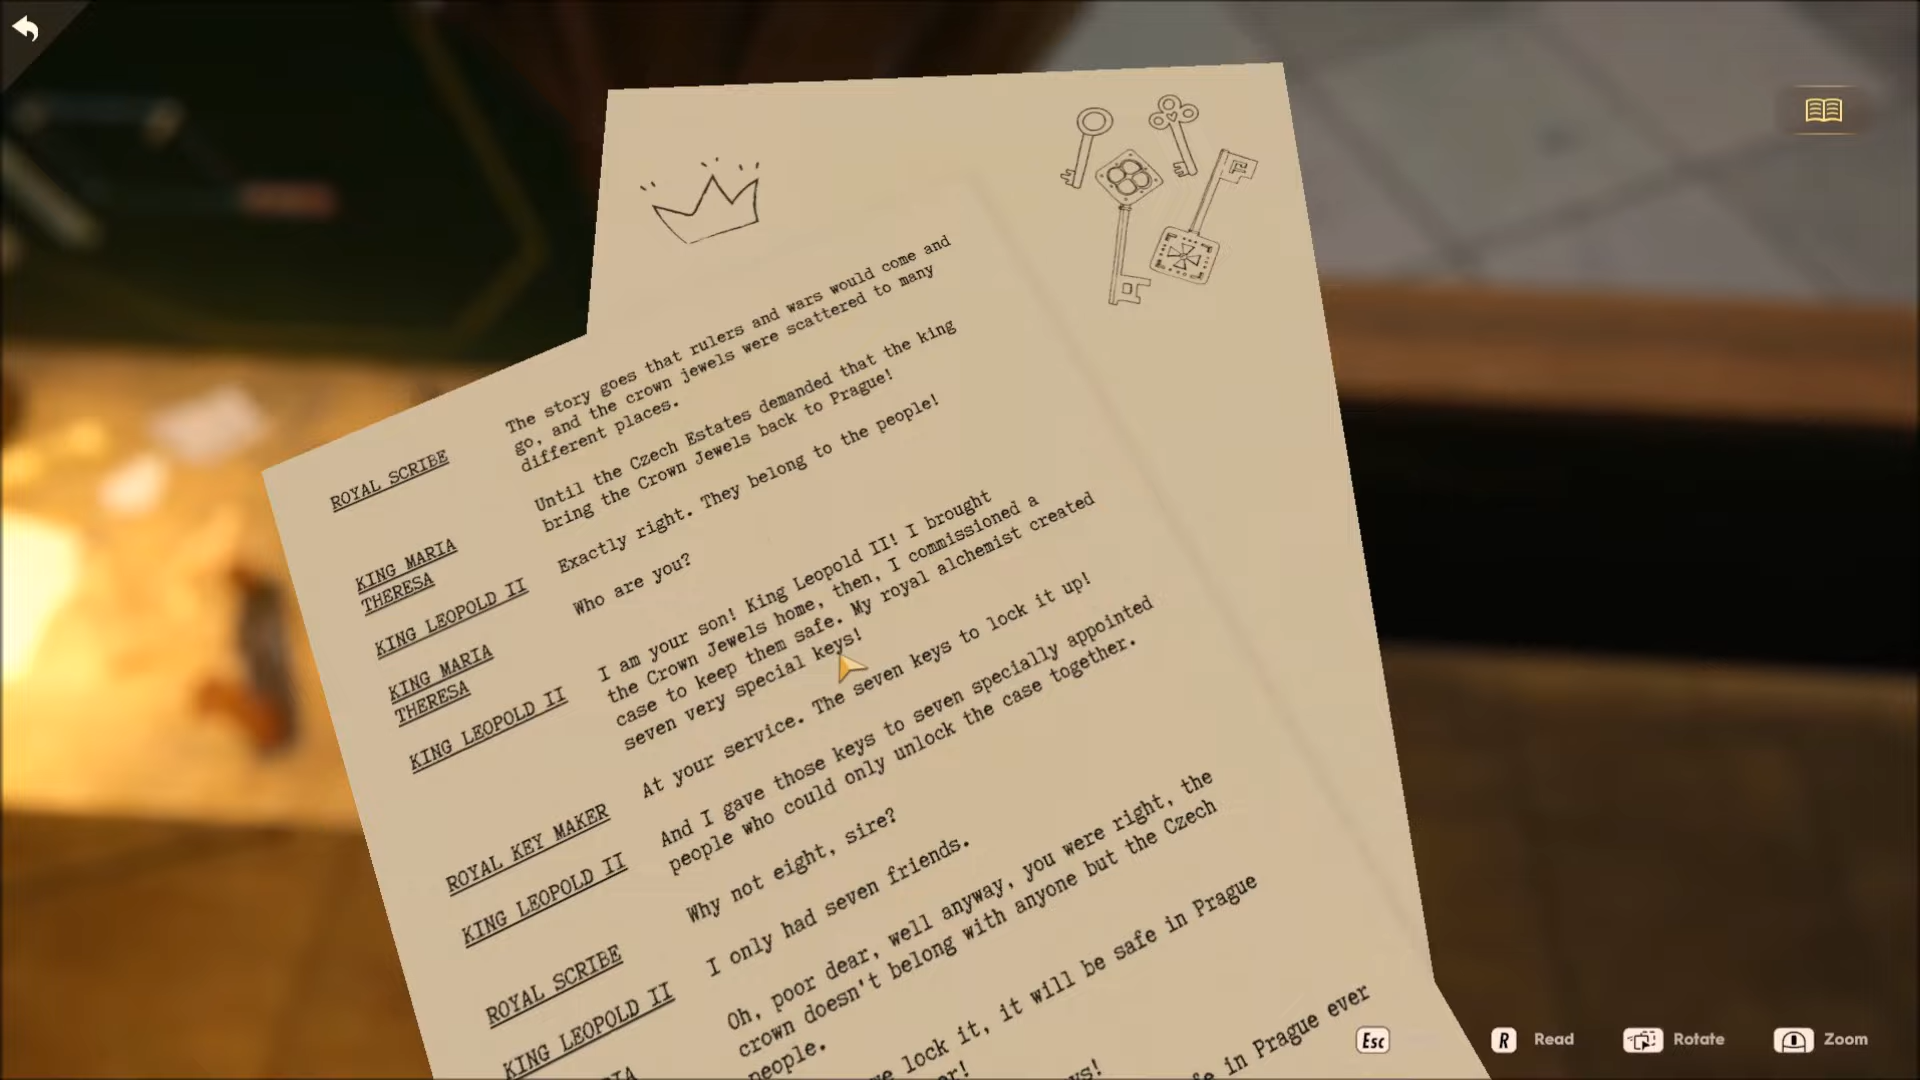 ROYAL SCRIBE
The story goes that rulers and wars would come and
go, and the crown jewels were scattered to many
different places.
KING MARIA
THERESA
Until the Czech Estates demanded that the king
bring the Crown Jewels back to Prague!
KING LEOPOLD II
Exactly right. They belong to the people!
KING MARIA
THERESA
Who are you?
KING LEOPOLD II
I am your son! King Leopold II! I brought
the Crown Jewels home, then, I commissioned a
case to keep them safe. My royal alchemist created
seven very special keys!
ROYAL KEY MAKER
At your service. The seven keys to lock it up!
KING LEOPOLD II
And I gave those keys to seven specially appointed
people who could only unlock the case together.
ROYAL SCRIBE
Why not eight, sire?
KING LEOPOLD II
I only had seven friends.
Oh, poor dear, well anyway, you were right, the
crown doesn't belong with anyone but the Czech
people.
lock it, it will be safe in Prague
in Prague ever
Esc
R Read
Rotate
Zoom